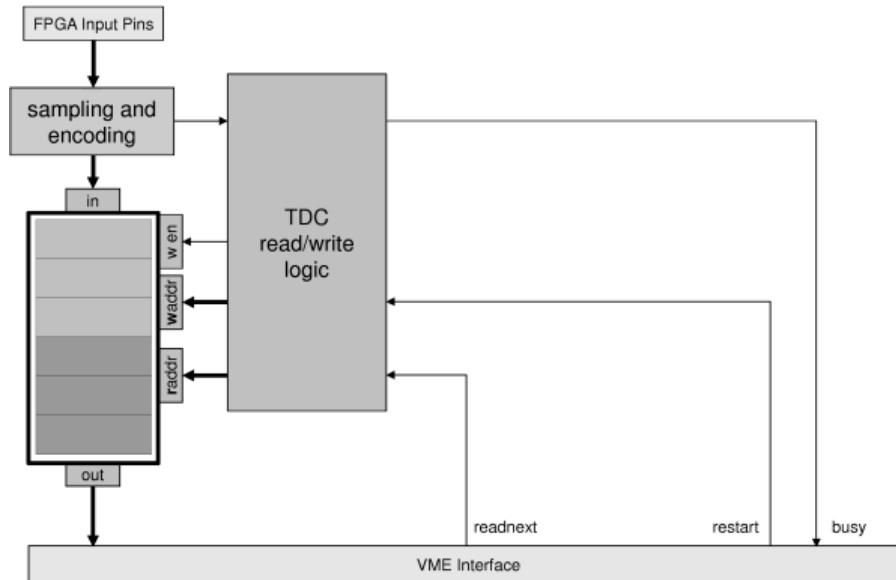 FPGA Input Pins
sampling and
encoding
in
w en
waddr
raddr
out
TDC
read/write
logic
readnext
restart
busy
VME Interface